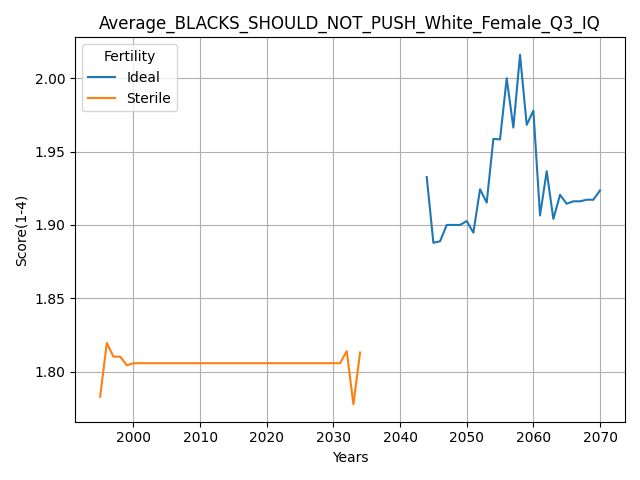 Average_BLACKS_SHOULD_NOT_PUSH_White_Female_Q3_IQ
Fertility
Ideal
Sterile
Score(1-4)
2.00
1.95
1.90
1.85
1.80
2000 2010 2020 2030 2040 2050 2060 2070
Years